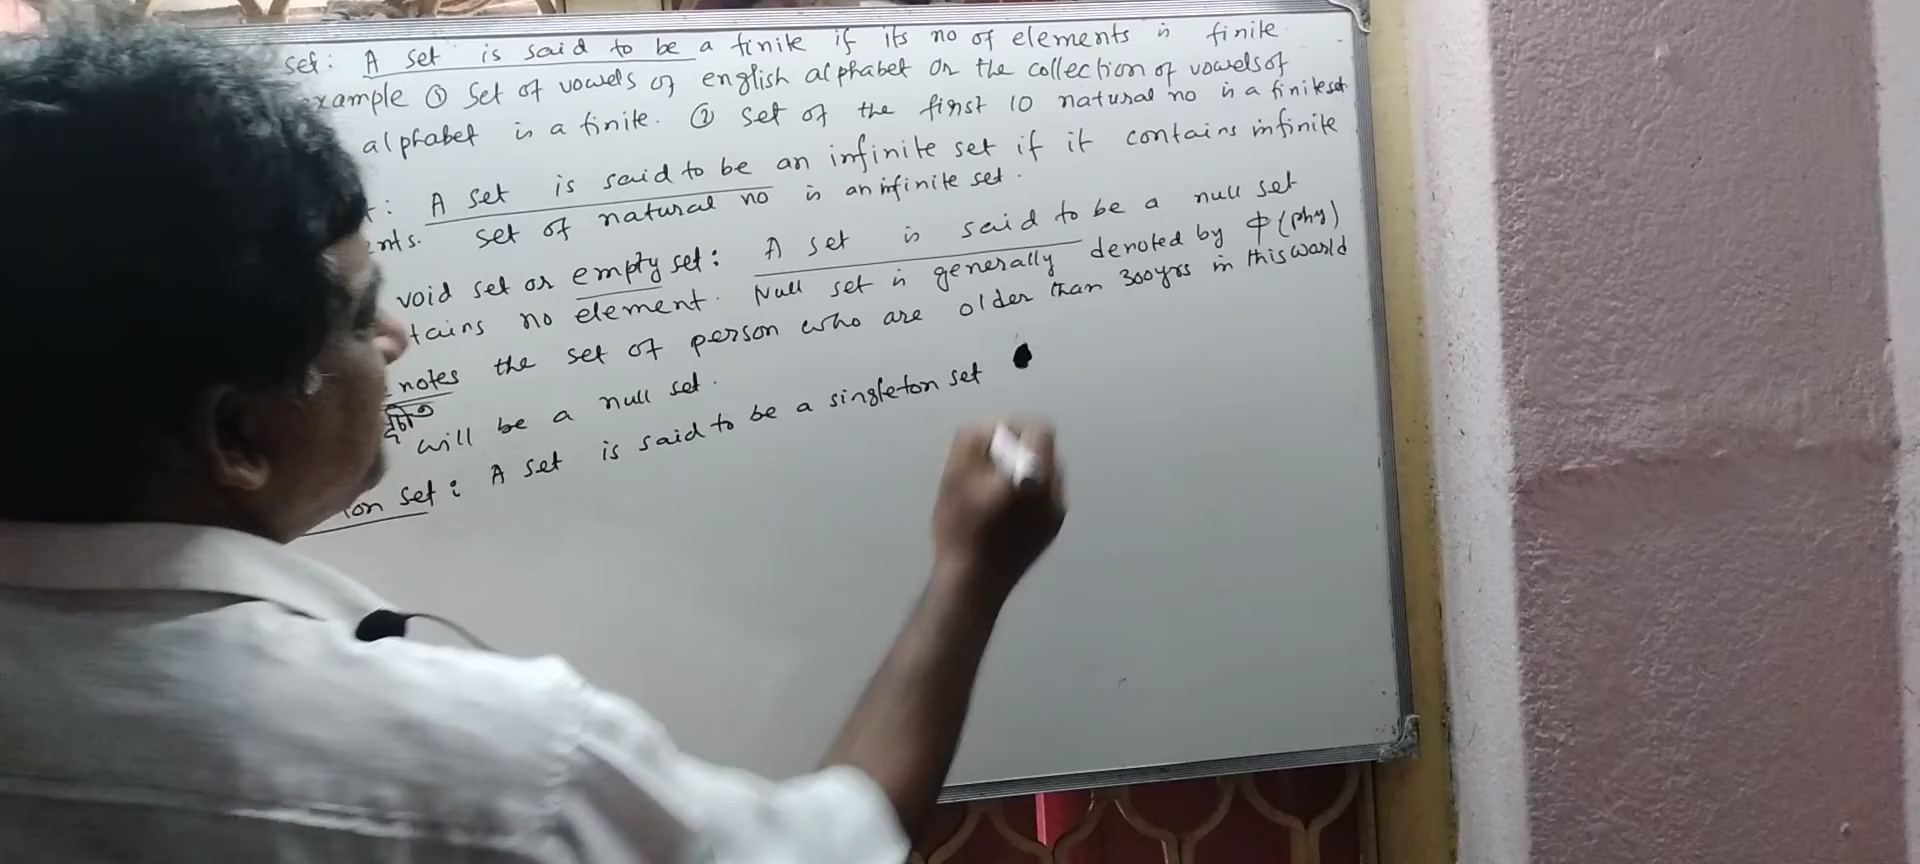 set: A set is said to be a finite if its no of elements is finite.
xample ① Set of vowels of english alphabet or the collection of vowels of
alphabet is a finite. ② Set of the first 10 natural no is a finite set
: A set is said to be an infinite set if it contains infinite
nts. set of natural no is an infinite set.
void set or empty set: A set is said to be a null set
tains no element. Null set is generally denoted by ϕ (phy)
notes the set of person who are older than 300yrs in this world
will be a null set.
ion set: A set is said to be a singleton set